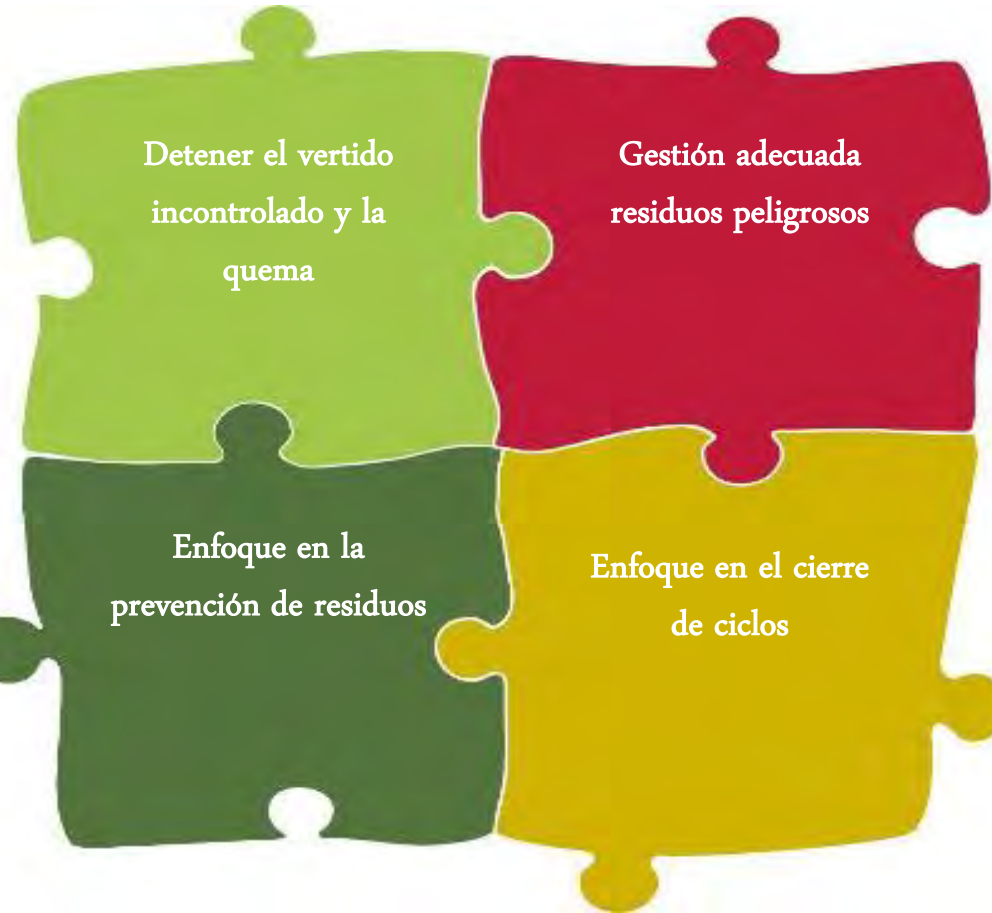 Detener el vertido
incontrolado y la
quema
Gestión adecuada
residuos peligrosos
Enfoque en la
prevención de residuos
Enfoque en el cierre
de ciclos